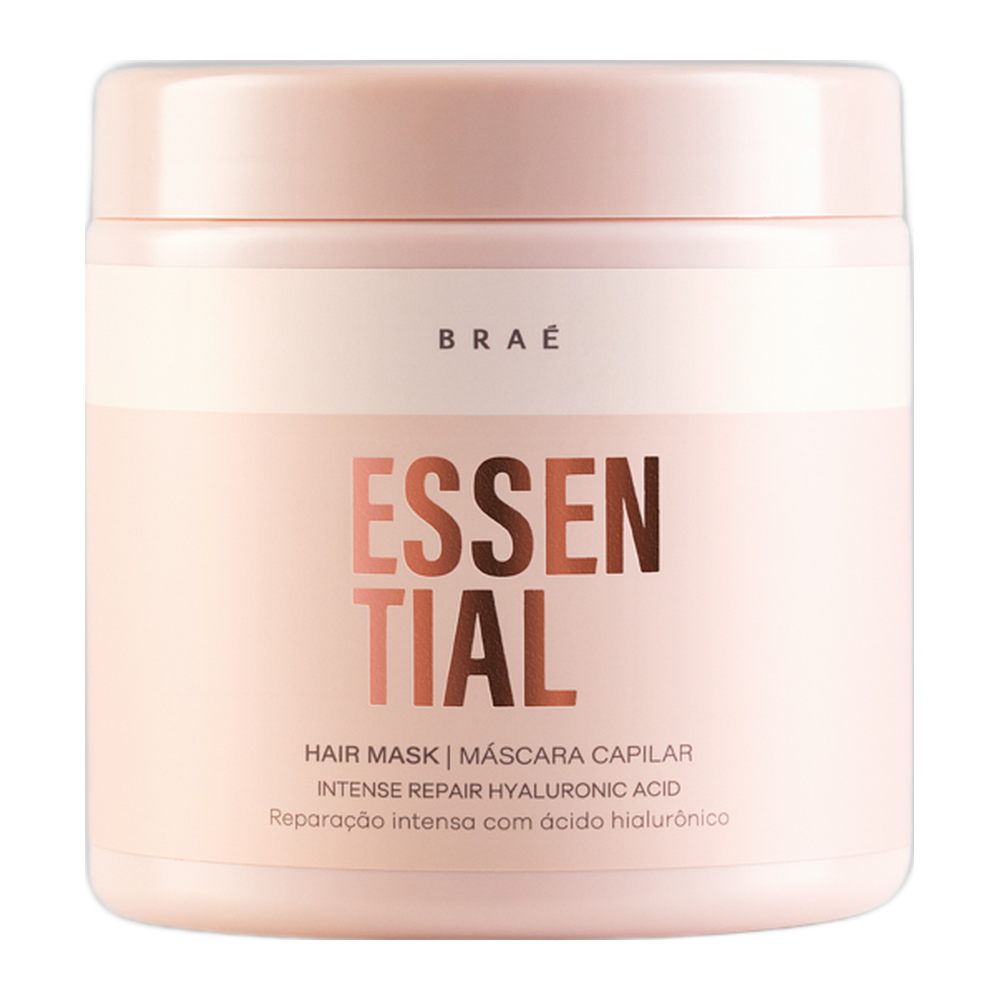 BRAÉ
ESSEN
TIAL
HAIR MASK | MÁSCARA CAPILAR
INTENSE REPAIR HYALURONIC ACID
Reparação intensa com ácido hialurônico